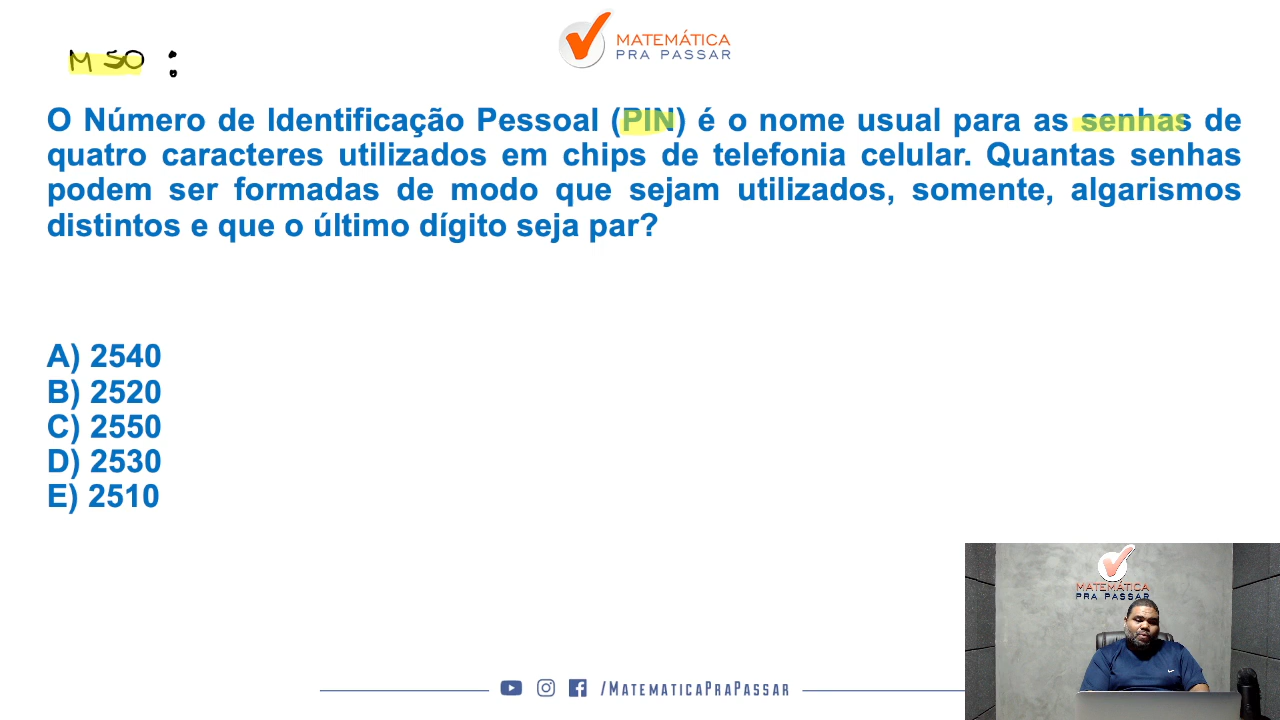 MATEMÁTICA
PRA PASSAR
M SO :
O Número de Identificação Pessoal (PIN) é o nome usual para as senhas de
quatro caracteres utilizados em chips de telefonia celular. Quantas senhas
podem ser formadas de modo que sejam utilizados, somente, algarismos
distintos e que o último dígito seja par?
A) 2540
B) 2520
C) 2550
D) 2530
E) 2510
MATEMÁTICA
PRA PASSAR
/MATEMATICAPRAPASSAR